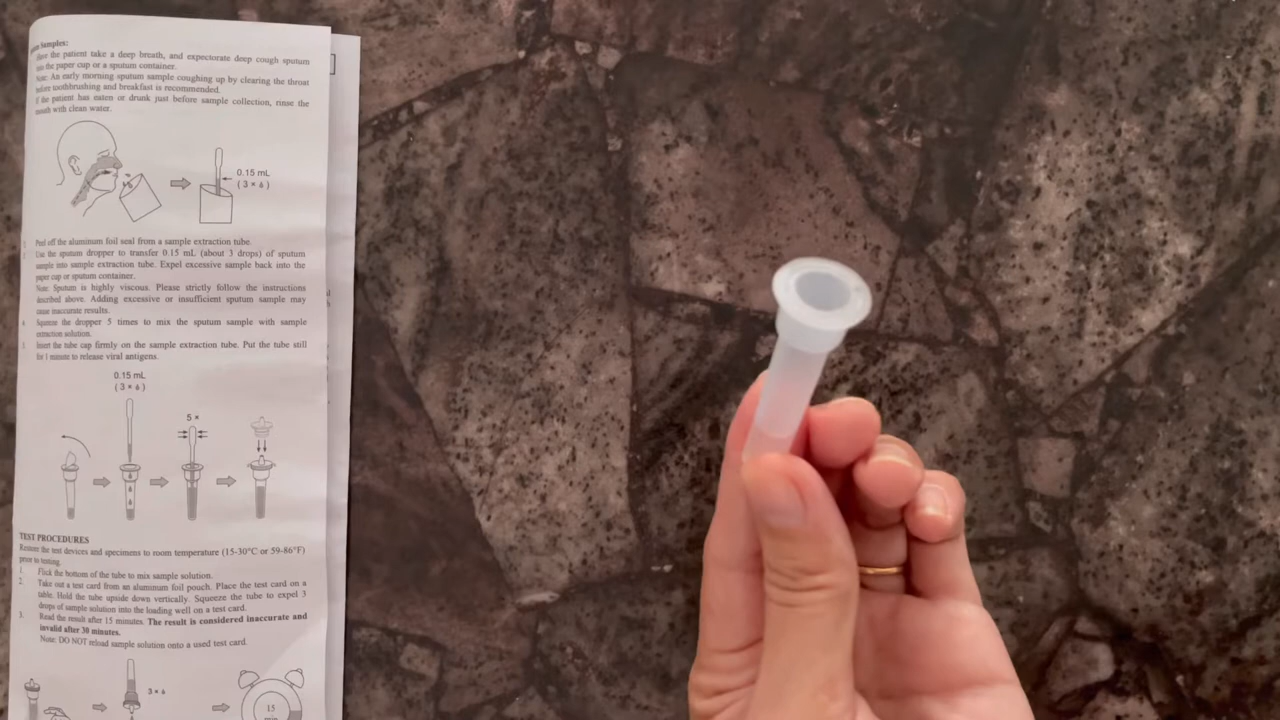 Samples:
the patient take a deep breath, and expectorate deep cough sputum
the paper cup or a sputum container.
Note: An early morning sputum sample coughing up by clearing the throat
before toothbrushing and breakfast is recommended.
If the patient has eaten or drunk just before sample collection, rinse the
mouth with clean water.
0.15 mL
(3 × 💧)
Peel off the aluminum foil seal from a sample extraction tube.
Use the sputum dropper to transfer 0.15 mL (about 3 drops) of sputum
sample into sample extraction tube. Expel excessive sample back into the
paper cup or sputum container.
Note: Sputum is highly viscous. Please strictly follow the instructions
described above. Adding excessive or insufficient sputum sample may
cause inaccurate results.
4 Squeeze the dropper 5 times to mix the sputum sample with sample
extraction solution.
Insert the tube cap firmly on the sample extraction tube. Put the tube still
for 1 minute to release viral antigens.
0.15 mL
(3 × 💧)
5 ×
TEST PROCEDURES
Restore the test devices and specimens to room temperature (15-30°C or 59-86°F)
prior to testing.
1. Flick the bottom of the tube to mix sample solution.
2. Take out a test card from an aluminum foil pouch. Place the test card on a
table. Hold the tube upside down vertically. Squeeze the tube to expel 3
drops of sample solution into the loading well on a test card.
3. Read the result after 15 minutes. The result is considered inaccurate and
invalid after 30 minutes.
Note: DO NOT reload sample solution onto a used test card.
3 × 💧
15
min